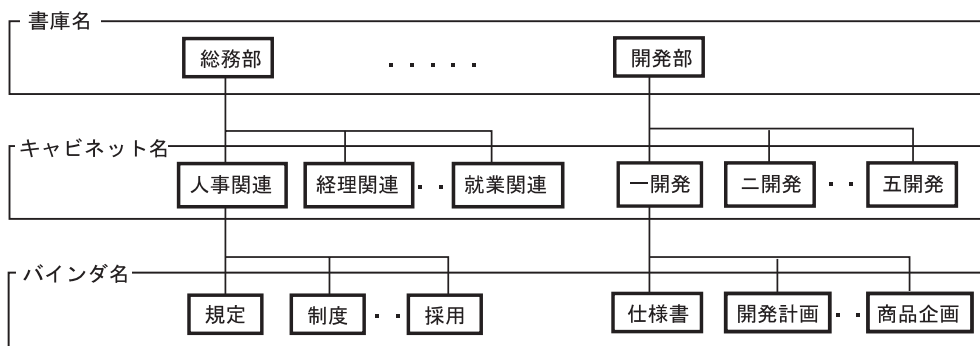 書庫名
総務部 ・・・・・ 開発部
キャビネット名
人事関連 経理関連 ・・ 就業関連 一開発 二開発 ・・ 五開発
バインダ名
規定 制度 ・・ 採用 仕様書 開発計画 ・・ 商品企画